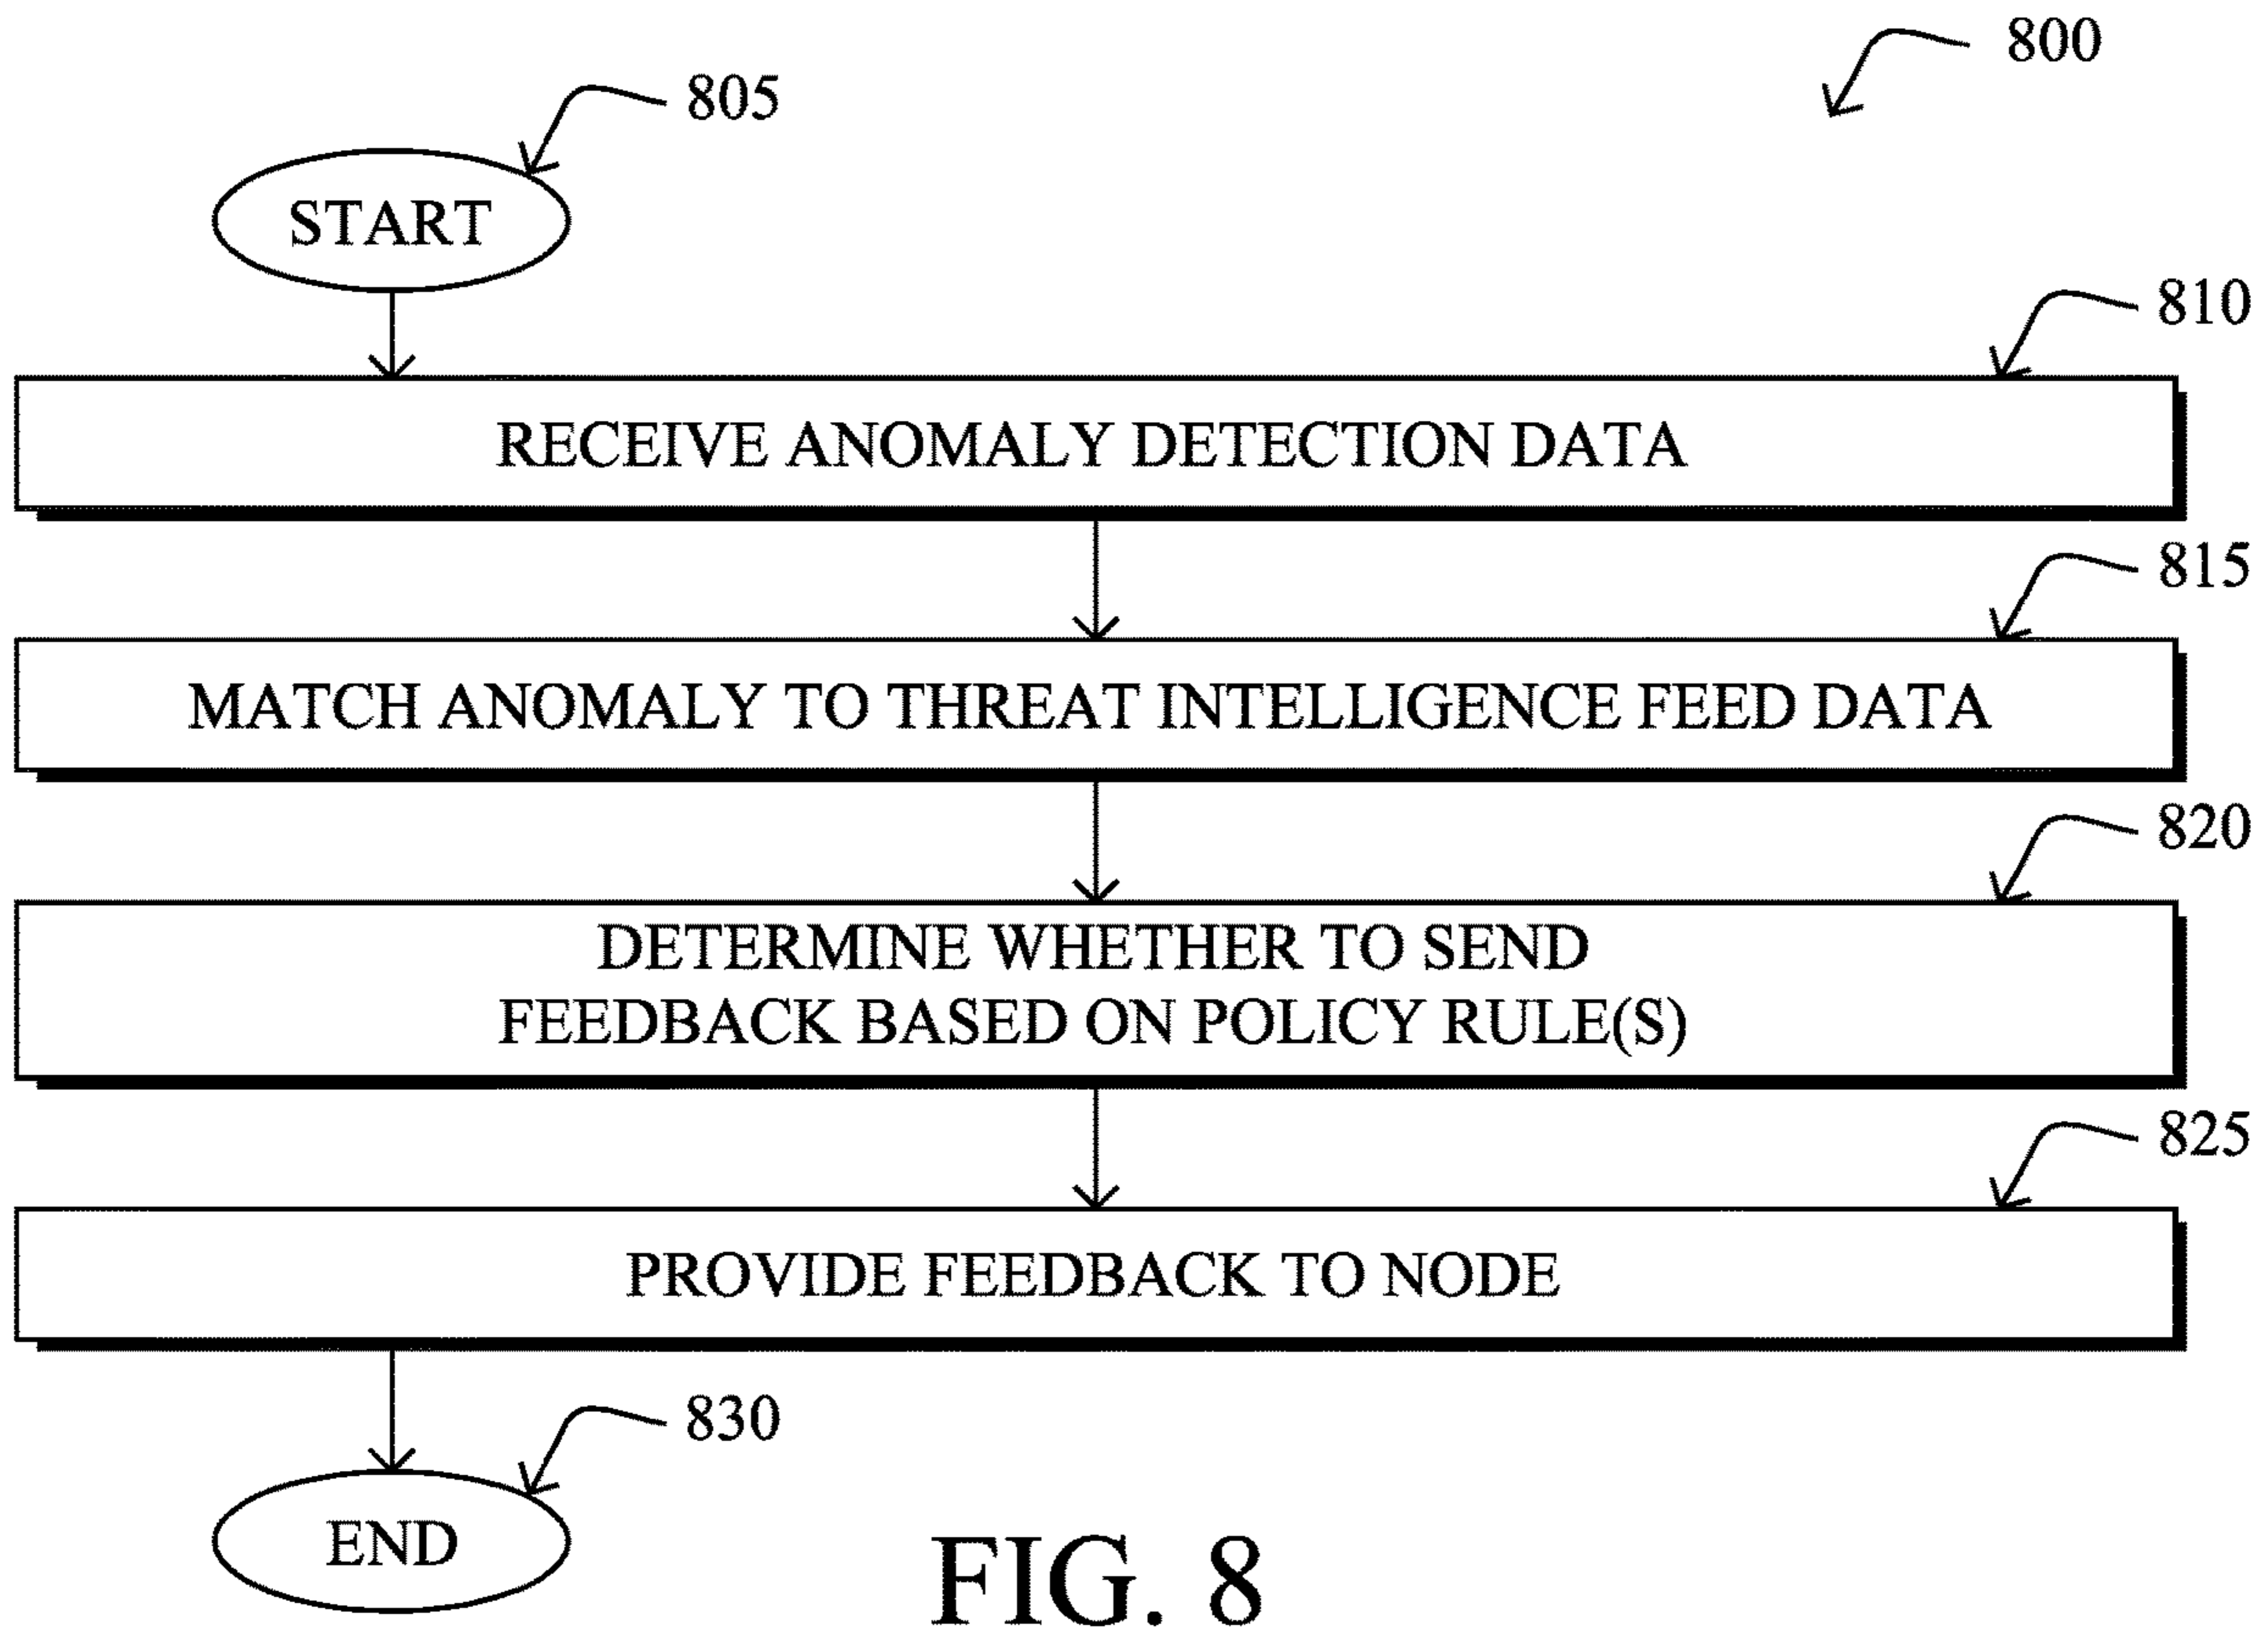 800
805
START
810
RECEIVE ANOMALY DETECTION DATA
815
MATCH ANOMALY TO THREAT INTELLIGENCE FEED DATA
820
DETERMINE WHETHER TO SEND
FEEDBACK BASED ON POLICY RULE(S)
825
PROVIDE FEEDBACK TO NODE
830
END
FIG. 8